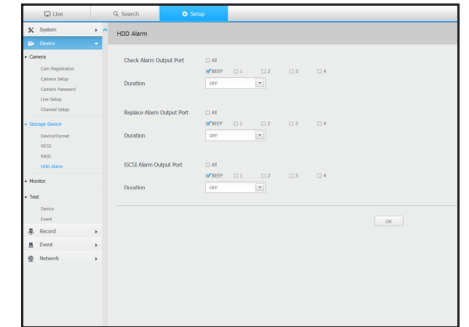 Live
Search
Setup
System
Device
Camera
Cam Registration
Camera Setup
Camera Password
Live Setup
Channel Setup
Storage Device
Device/Format
iSCSI
RAID
HDD Alarm
Monitor
Text
Device
Event
Record
Event
Network
HDD Alarm
Check Alarm Output Port
All
BEEP 1 2 3 4
Duration OFF
Replace Alarm Output Port
All
BEEP 1 2 3 4
Duration OFF
iSCSI Alarm Output Port
All
BEEP 1 2 3 4
Duration OFF
OK